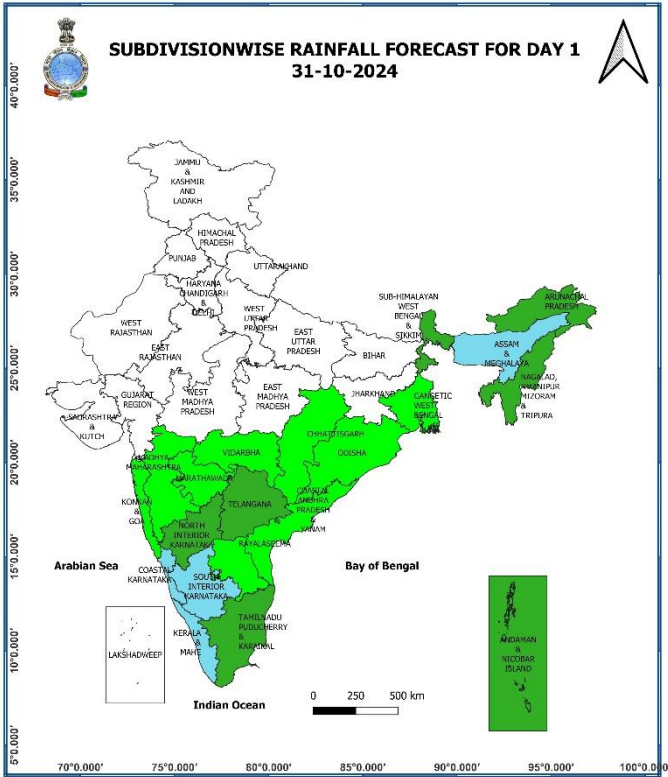 SUBDIVISIONWISE RAINFALL FORECAST FOR DAY 1
31-10-2024
40°0.000'
35°0.000'
30°0.000'
25°0.000'
20°0.000'
15°0.000'
10°0.000'
5°0.000'
JAMMU
&
KASHMIR
AND
LADAKH
HIMACHAL
PRADESH
PUNJAB
UTTARAKHAND
HARYANA
CHANDIGARH
&
DELHI
WEST
RAJASTHAN
EAST
RAJASTHAN
WEST
UTTAR
PRADESH
EAST
UTTAR
PRADESH
BIHAR
SUB-HIMALAYAN
WEST
BENGAL
&
SIKKIM
ARUNACHAL
PRADESH
ASSAM
&
MEGHALAYA
NAGALAD,
MANIPUR
MIZORAM
&
TRIPURA
SAURASHTRA
&
KUTCH
GUJARAT
REGION
WEST
MADHYA
PRADESH
EAST
MADHYA
PRADESH
JHARKHAND
GANGETIC
WEST
BENGAL
CHHATTISGARH
ODISHA
VIDARBHA
MADHYA
MAHARASHTRA
MARATHAWADA
KONKAN
&
GOA
TELANGANA
COASTAL
ANDHRA
PRADESH
&
YANAM
NORTH
INTERIOR
KARNATAKA
RAYALASEEMA
COASTAL
KARNATAKA
SOUTH
INTERIOR
KARNATAKA
Arabian Sea
Bay of Bengal
LAKSHADWEEP
KERALA
&
MAHE
TAMILNADU
PUDUCHERRY
&
KARAIKAL
ANDAMAN
&
NICOBAR
ISLAND
Indian Ocean
0 250 500 km
70°0.000' 75°0.000' 80°0.000' 85°0.000' 90°0.000' 95°0.000' 100°0.000'